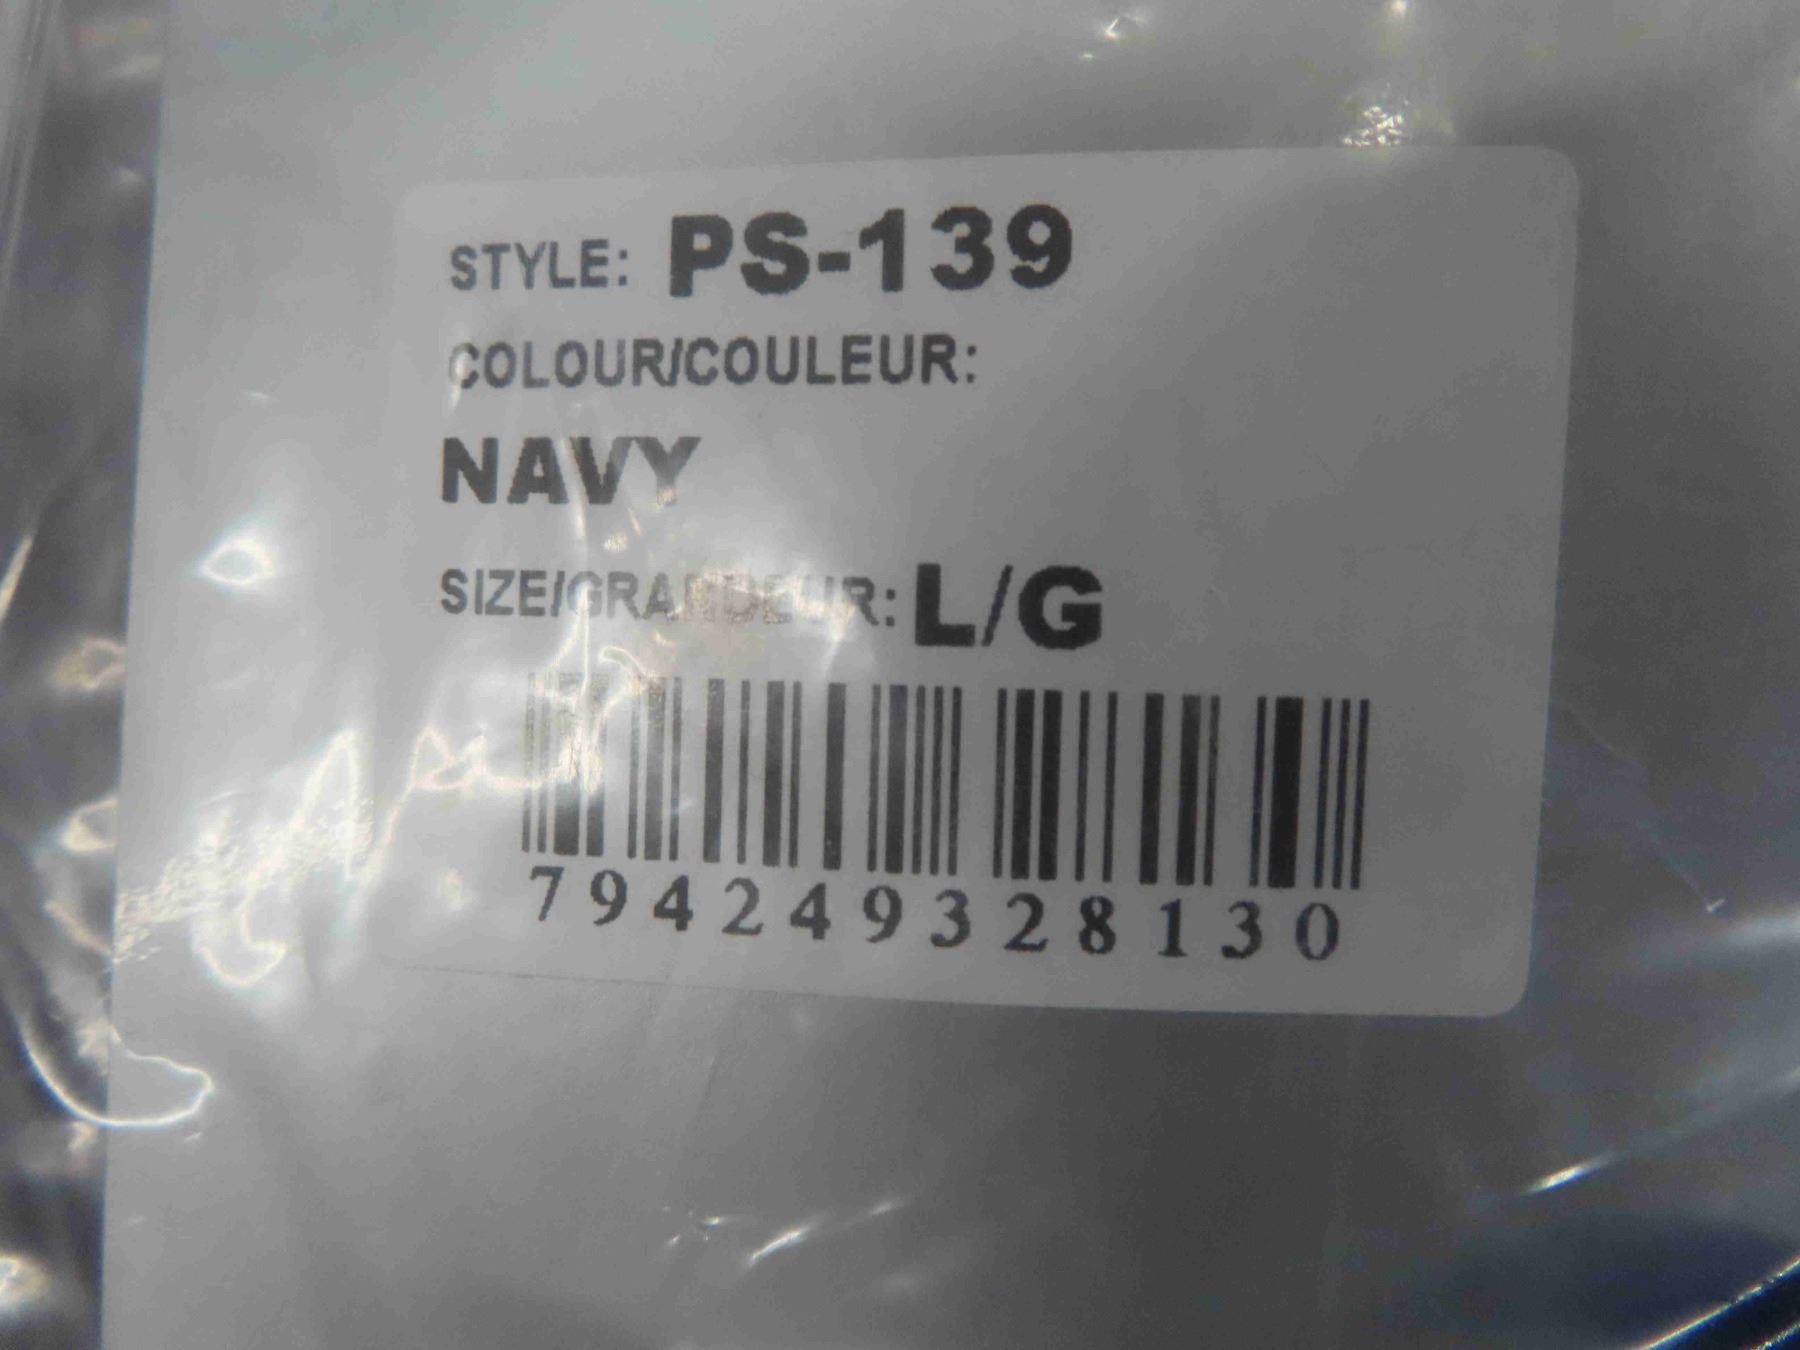 STYLE: PS-139
COLOUR/COULEUR:
NAVY
SIZE/GRANDEUR: L/G
794249328130